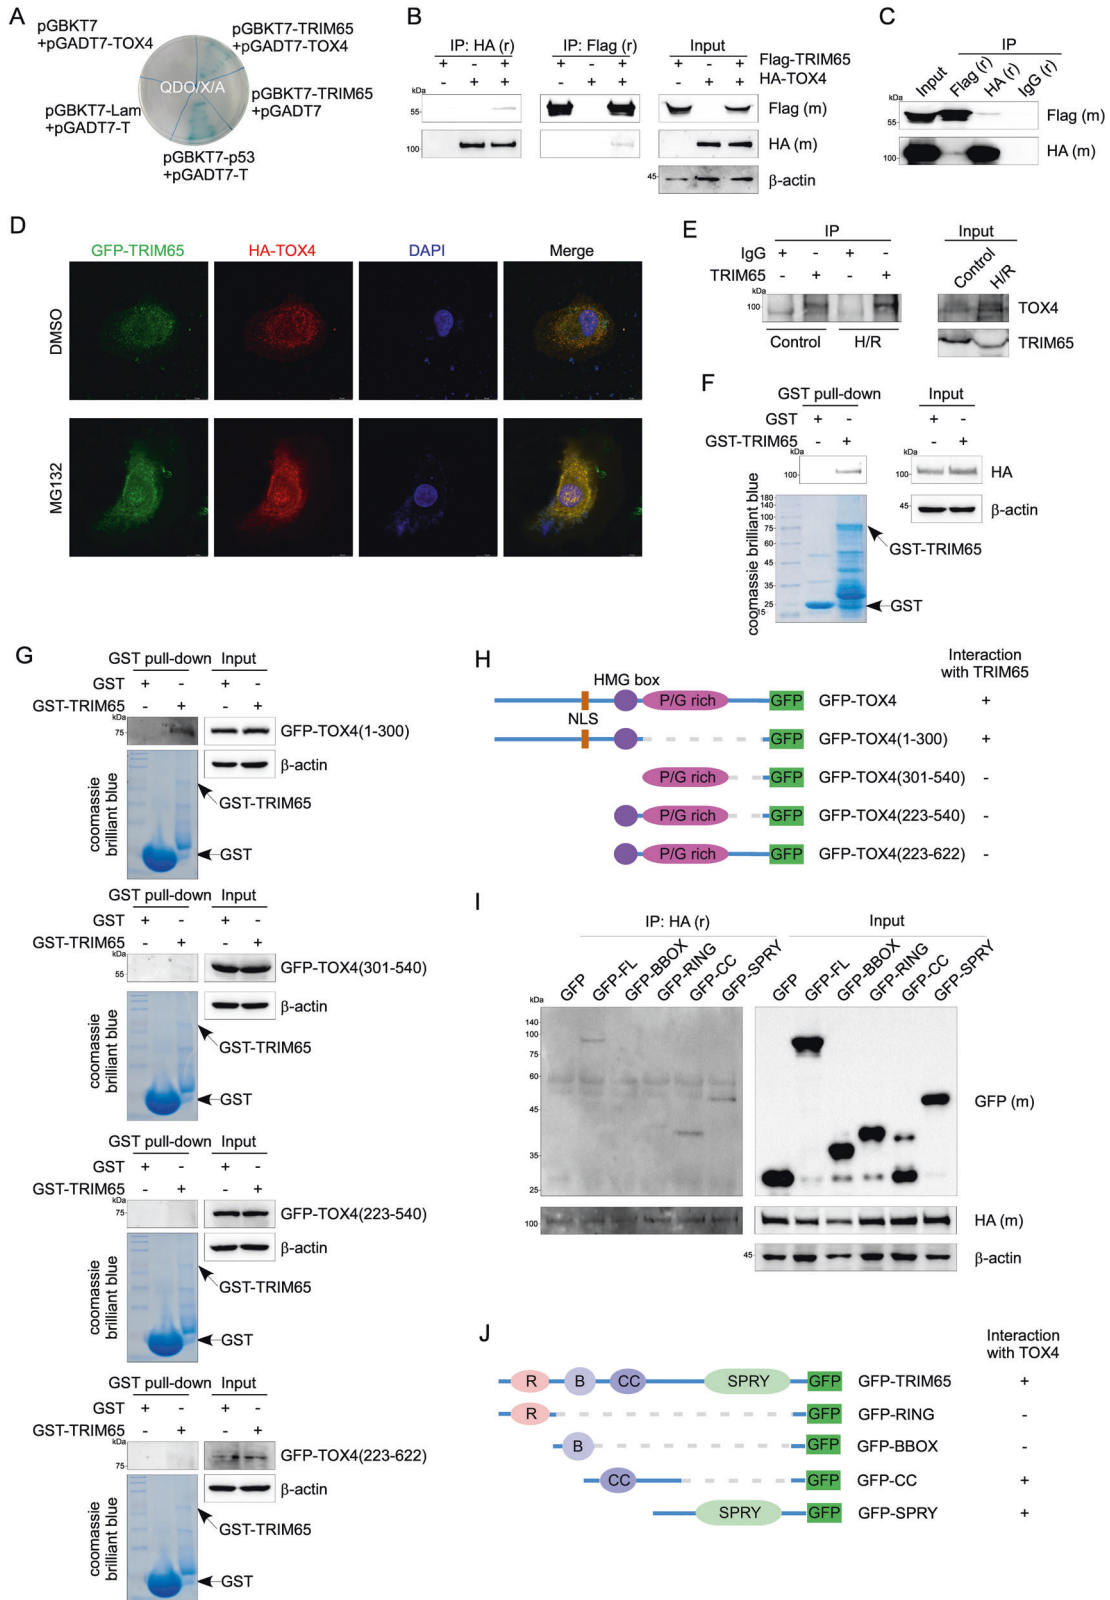 A
pGBKT7
+pGADT7-TOX4
pGBKT7-TRIM65
+pGADT7-TOX4
QDO/X/A
pGBKT7-Lam
+pGADT7-T
pGBKT7-TRIM65
+pGADT7
pGBKT7-p53
+pGADT7-T
B
IP: HA (r)
IP: Flag (r)
Input
+ - +
+ - +
+ - +
Flag-TRIM65
- + +
- + +
- + +
HA-TOX4
kDa
55
Flag (m)
100
HA (m)
45
β-actin
C
IP
Input
Flag (r)
HA (r)
IgG (r)
kDa
55
Flag (m)
100
HA (m)
D
GFP-TRIM65
HA-TOX4
DAPI
Merge
DMSO
MG132
E
IP
Input
IgG + - + -
TRIM65 - + - +
Control
H/R
kDa
100
TOX4
TRIM65
Control
H/R
F
GST pull-down
Input
GST + -
+ -
GST-TRIM65 - +
- +
kDa
100
100
HA
45
β-actin
coomassie brilliant blue
180
140
100
75
60
45
35
25
15
GST-TRIM65
GST
G
GST pull-down
Input
GST + -
+ -
GST-TRIM65 - +
- +
kDa
75
GFP-TOX4(1-300)
β-actin
coomassie
brilliant blue
GST-TRIM65
GST
GST pull-down
Input
GST + -
+ -
GST-TRIM65 - +
- +
kDa
55
GFP-TOX4(301-540)
β-actin
coomassie
brilliant blue
GST-TRIM65
GST
GST pull-down
Input
GST + -
+ -
GST-TRIM65 - +
- +
kDa
75
GFP-TOX4(223-540)
β-actin
coomassie
brilliant blue
GST-TRIM65
GST
GST pull-down
Input
GST + -
+ -
GST-TRIM65 - +
- +
kDa
75
GFP-TOX4(223-622)
β-actin
coomassie
brilliant blue
GST-TRIM65
GST
H
Interaction
with TRIM65
HMG box
P/G rich
GFP
GFP-TOX4
+
NLS
GFP
GFP-TOX4(1-300)
+
P/G rich
GFP
GFP-TOX4(301-540)
-
P/G rich
GFP
GFP-TOX4(223-540)
-
P/G rich
GFP
GFP-TOX4(223-622)
-
I
IP: HA (r)
Input
GFP
GFP-FL
GFP-BBOX
GFP-RING
GFP-CC
GFP-SPRY
GFP
GFP-FL
GFP-BBOX
GFP-RING
GFP-CC
GFP-SPRY
kDa
140
100
75
60
45
35
25
GFP (m)
100
HA (m)
45
β-actin
J
Interaction
with TOX4
R
B
CC
SPRY
GFP
GFP-TRIM65
+
R
GFP
GFP-RING
-
B
GFP
GFP-BBOX
-
CC
GFP
GFP-CC
+
SPRY
GFP
GFP-SPRY
+